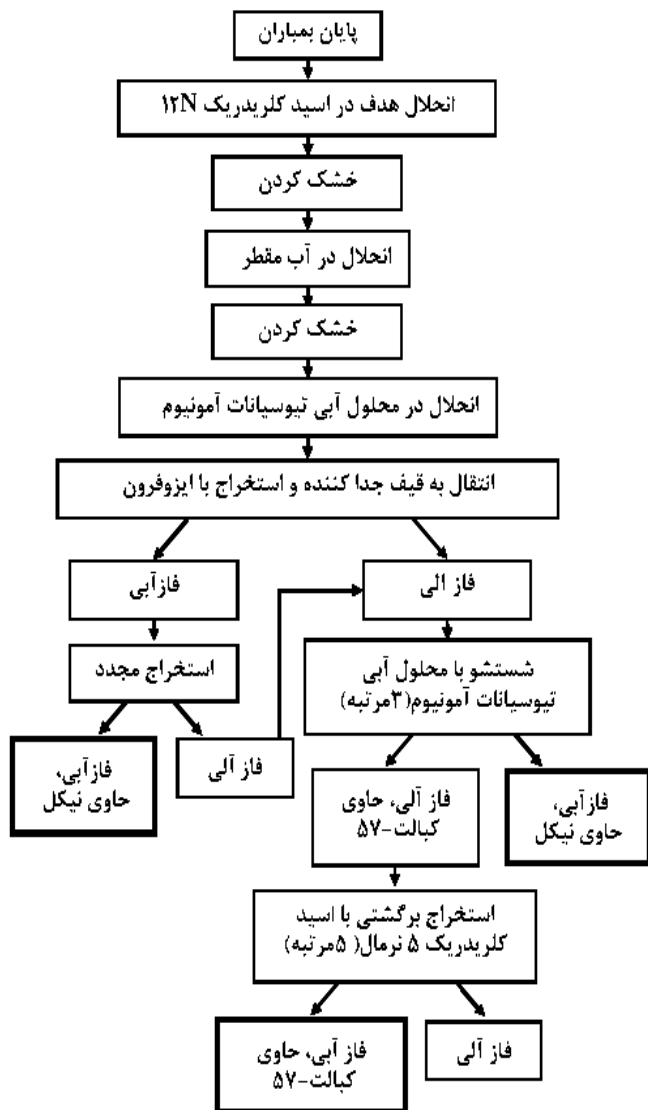 پایان بمباران
انحلال هدف در اسید کلریدریک ۱۲N
خشک کردن
انحلال در آب مقطر
خشک کردن
انحلال در محلول آبی تیوسیانات آمونیوم
انتقال به قیف جدا کننده و استخراج با ایزوفرون
فازآبی
فاز الی
استخراج مجدد
شستشو با محلول آبی
تیوسیانات آمونیوم(۳مرتبه)
فازآبی،
حاوی نیکل
فاز آلی
فاز آلی، حاوی
کبالت-۵۷
فازآبی،
حاوی نیکل
استخراج برگشتی با اسید
کلریدریک ۵ نرمال( ۵مرتبه)
فاز آبی، حاوی
کبالت-۵۷
فاز آلی